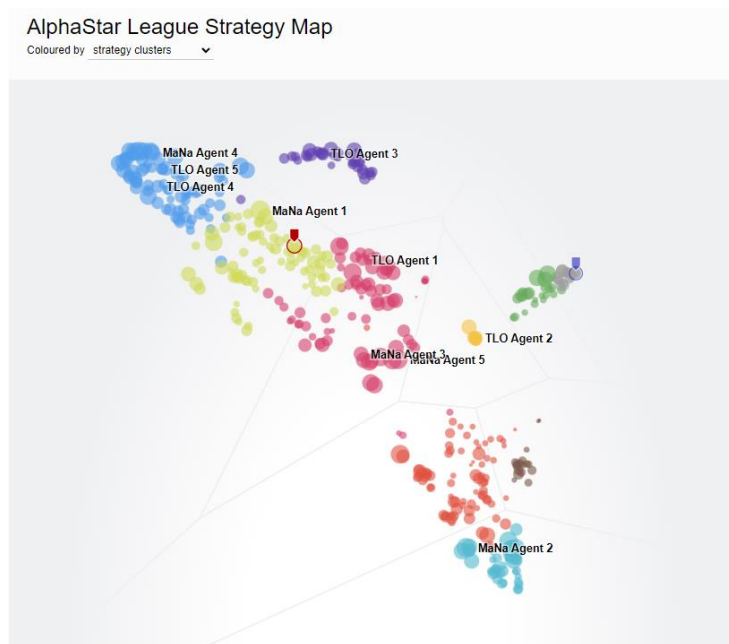 AlphaStar League Strategy Map
Coloured by strategy clusters
MaNa Agent 4
TLO Agent 3
TLO Agent 5
TLO Agent 4
MaNa Agent 1
TLO Agent 1
TLO Agent 2
MaNa Agent 3
MaNa Agent 5
MaNa Agent 2